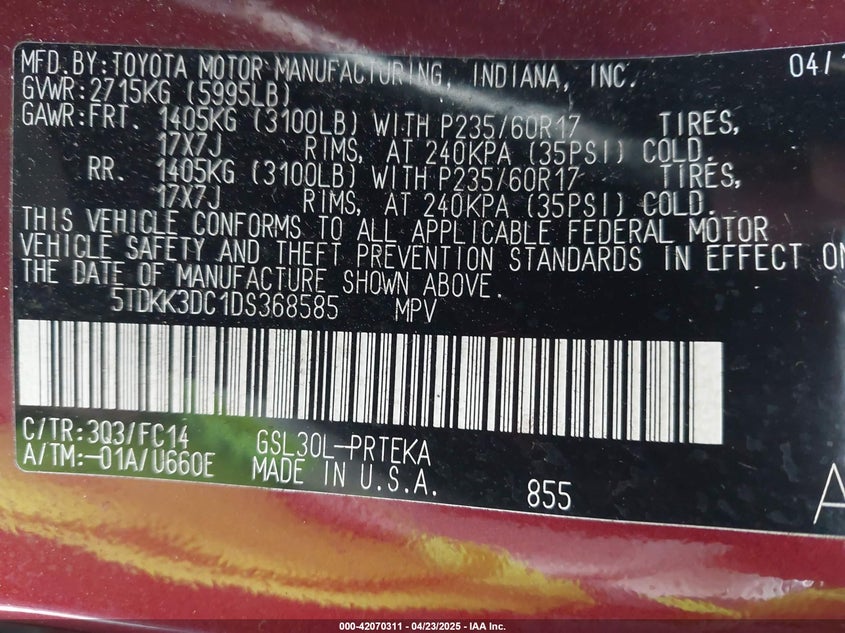 MFD.BY:TOYOTA MOTOR MANUFACTURING, INDIANA, INC. 04/1
GVWR:2715KG (5995LB)
GAWR:FRT. 1405KG (3100LB) WITH P235/60R17 TIRES,
17X7J RIMS, AT 240KPA (35PSI) COLD.
RR. 1405KG (3100LB) WITH P235/60R17 TIRES,
17X7J RIMS, AT 240KPA (35PSI) COLD.
THIS VEHICLE CONFORMS TO ALL APPLICABLE FEDERAL MOTOR
VEHICLE SAFETY AND THEFT PREVENTION STANDARDS IN EFFECT ON
THE DATE OF MANUFACTURE SHOWN ABOVE.
5TDKK3DC1DS368585 MPV
C/TR:3Q3/FC14 GSL30L-PRTEKA
A/TM:-01A/U660E MADE IN U.S.A. 855 A
000-42070311 - 04/23/2025 - IAA Inc.